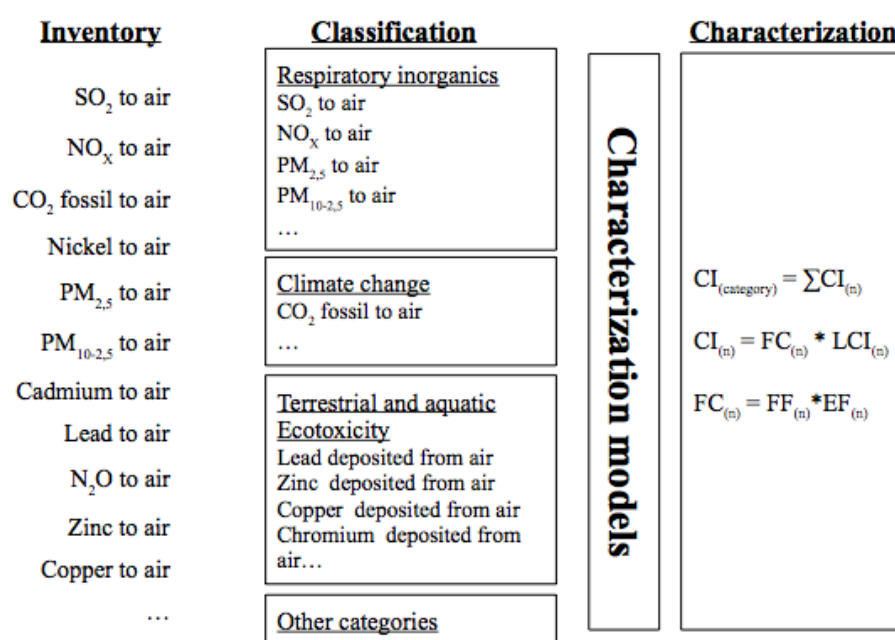 Inventory
SO₂ to air
NOₓ to air
CO₂ fossil to air
Nickel to air
PM₂,₅ to air
PM₁₀₋₂,₅ to air
Cadmium to air
Lead to air
N₂O to air
Zinc to air
Copper to air
…
Classification
Respiratory inorganics
SO₂ to air
NOₓ to air
PM₂,₅ to air
PM₁₀₋₂,₅ to air
…
Climate change
CO₂ fossil to air
…
Terrestrial and aquatic
Ecotoxicity
Lead deposited from air
Zinc deposited from air
Copper deposited from air
Chromium deposited from
air…
Other categories
Characterization models
Characterization
CI(category) = ∑CI(n)
CI(n) = FC(n) * LCI(n)
FC(n) = FF(n)*EF(n)